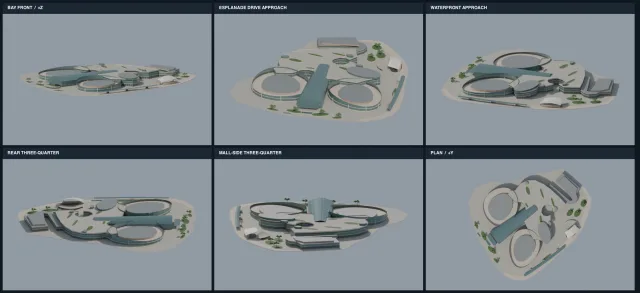 BAY FRONT / +Z
ESPLANADE DRIVE APPROACH
WATERFRONT APPROACH
REAR THREE-QUARTER
MALL-SIDE THREE-QUARTER
PLAN / +Y